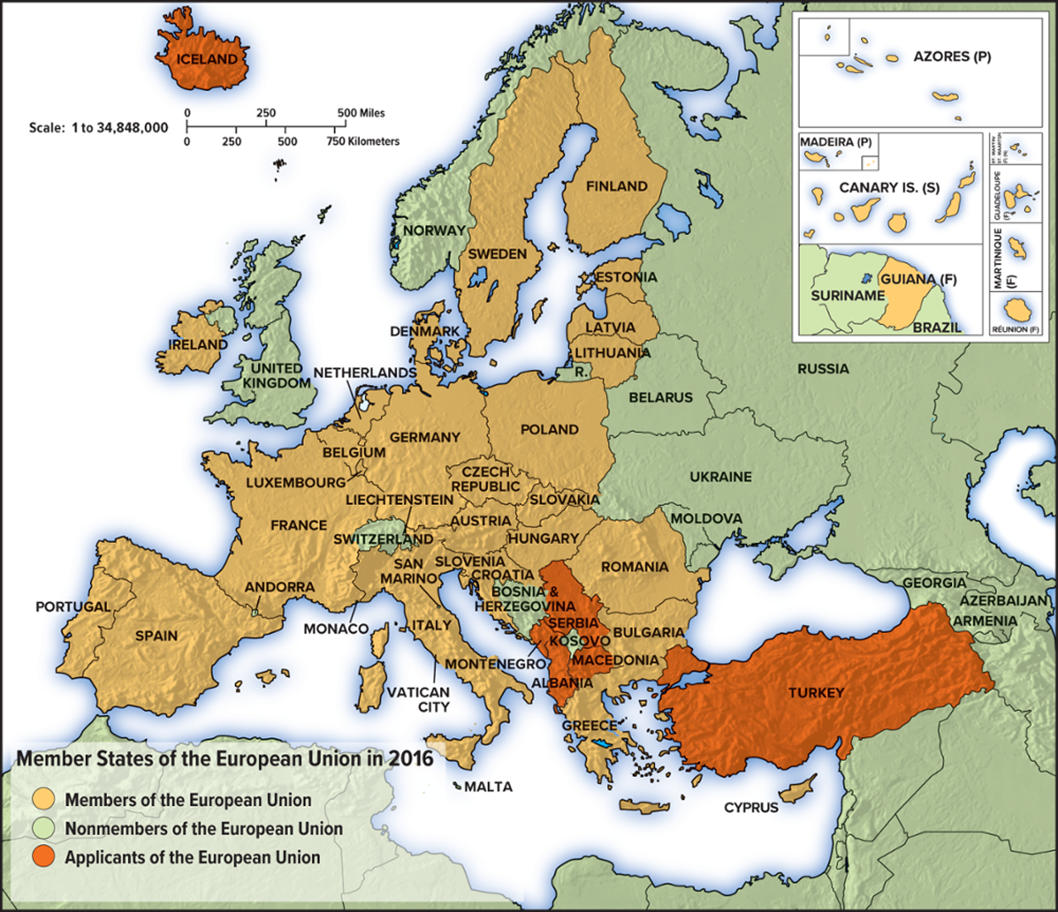 ICELAND
0 250 500 Miles
Scale: 1 to 34,848,000
0 250 500 750 Kilometers
AZORES (P)
MADEIRA (P)
CANARY IS. (S)
GUADELOUPE
(F)
MARTINIQUE
(F)
GUIANA (F)
SURINAME
BRAZIL
RÉUNION (F)
FINLAND
NORWAY
SWEDEN
ESTONIA
DENMARK
LATVIA
IRELAND
LITHUANIA
R.
RUSSIA
UNITED
KINGDOM
NETHERLANDS
BELARUS
GERMANY
POLAND
BELGIUM
CZECH
REPUBLIC
UKRAINE
LUXEMBOURG
LIECHTENSTEIN
SLOVAKIA
FRANCE
AUSTRIA
MOLDOVA
SWITZERLAND
HUNGARY
SAN
MARINO
SLOVENIA
CROATIA
ROMANIA
ANDORRA
BOSNIA &
HERZEGOVINA
GEORGIA
AZERBAIJAN
ARMENIA
PORTUGAL
SPAIN
MONACO
ITALY
SERBIA
KOSOVO
BULGARIA
MONTENEGRO
MACEDONIA
ALBANIA
VATICAN
CITY
TURKEY
GREECE
MALTA
CYPRUS
Member States of the European Union in 2016
Members of the European Union
Nonmembers of the European Union
Applicants of the European Union